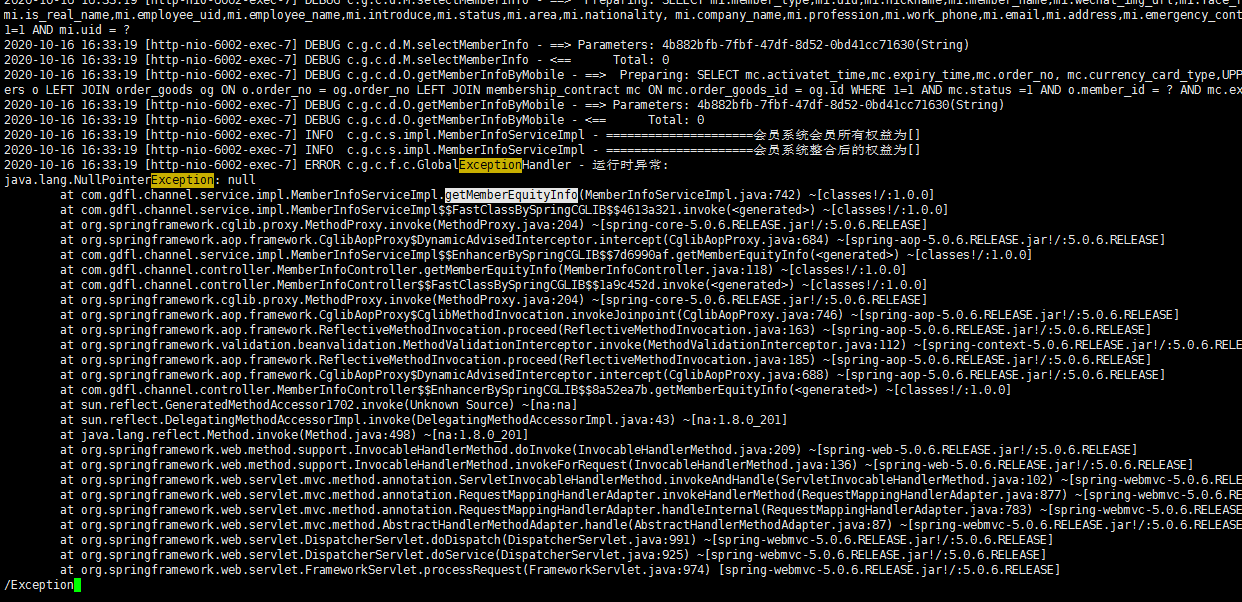 mi.is_real_name,mi.employee_uid,mi.employee_name,mi.introduce,mi.status,mi.area,mi.nationality, mi.company_name,mi.profession,mi.work_phone,mi.email,mi.address,mi.emergency_cont
1=1 AND mi.uid = ?
2020-10-16 16:33:19 [http-nio-6002-exec-7] DEBUG c.g.c.d.M.selectMemberInfo - ==> Parameters: 4b882bfb-7fbf-47df-8d52-0bd41cc71630(String)
2020-10-16 16:33:19 [http-nio-6002-exec-7] DEBUG c.g.c.d.M.selectMemberInfo - <==      Total: 0
2020-10-16 16:33:19 [http-nio-6002-exec-7] DEBUG c.g.c.d.O.getMemberInfoByMobile - ==>  Preparing: SELECT mc.activatet_time,mc.expiry_time,mc.order_no, mc.currency_card_type,UPP
ers o LEFT JOIN order_goods og ON o.order_no = og.order_no LEFT JOIN membership_contract mc ON mc.order_goods_id = og.id WHERE 1=1 AND mc.status =1 AND o.member_id = ? AND mc.ex
2020-10-16 16:33:19 [http-nio-6002-exec-7] DEBUG c.g.c.d.O.getMemberInfoByMobile - ==> Parameters: 4b882bfb-7fbf-47df-8d52-0bd41cc71630(String)
2020-10-16 16:33:19 [http-nio-6002-exec-7] DEBUG c.g.c.d.O.getMemberInfoByMobile - <==      Total: 0
2020-10-16 16:33:19 [http-nio-6002-exec-7] INFO  c.g.c.s.impl.MemberInfoServiceImpl - =====================会员系统会员所有权益为[]
2020-10-16 16:33:19 [http-nio-6002-exec-7] INFO  c.g.c.s.impl.MemberInfoServiceImpl - =====================会员系统整合后的权益为[]
2020-10-16 16:33:19 [http-nio-6002-exec-7] ERROR c.g.c.f.c.GlobalExceptionHandler - 运行时异常:
java.lang.NullPointerException: null
        at com.gdfl.channel.service.impl.MemberInfoServiceImpl.getMemberEquityInfo(MemberInfoServiceImpl.java:742) ~[classes!/:1.0.0]
        at com.gdfl.channel.service.impl.MemberInfoServiceImpl$$FastClassBySpringCGLIB$$4613a321.invoke(<generated>) ~[classes!/:1.0.0]
        at org.springframework.cglib.proxy.MethodProxy.invoke(MethodProxy.java:204) ~[spring-core-5.0.6.RELEASE.jar!/:5.0.6.RELEASE]
        at org.springframework.aop.framework.CglibAopProxy$DynamicAdvisedInterceptor.intercept(CglibAopProxy.java:684) ~[spring-aop-5.0.6.RELEASE.jar!/:5.0.6.RELEASE]
        at com.gdfl.channel.service.impl.MemberInfoServiceImpl$$EnhancerBySpringCGLIB$$7d6990af.getMemberEquityInfo(<generated>) ~[classes!/:1.0.0]
        at com.gdfl.channel.controller.MemberInfoController.getMemberEquityInfo(MemberInfoController.java:118) ~[classes!/:1.0.0]
        at com.gdfl.channel.controller.MemberInfoController$$FastClassBySpringCGLIB$$1a9c452d.invoke(<generated>) ~[classes!/:1.0.0]
        at org.springframework.cglib.proxy.MethodProxy.invoke(MethodProxy.java:204) ~[spring-core-5.0.6.RELEASE.jar!/:5.0.6.RELEASE]
        at org.springframework.aop.framework.CglibAopProxy$CglibMethodInvocation.invokeJoinpoint(CglibAopProxy.java:746) ~[spring-aop-5.0.6.RELEASE.jar!/:5.0.6.RELEASE]
        at org.springframework.aop.framework.ReflectiveMethodInvocation.proceed(ReflectiveMethodInvocation.java:163) ~[spring-aop-5.0.6.RELEASE.jar!/:5.0.6.RELEASE]
        at org.springframework.validation.beanvalidation.MethodValidationInterceptor.invoke(MethodValidationInterceptor.java:112) ~[spring-context-5.0.6.RELEASE.jar!/:5.0.6.RELE
        at org.springframework.aop.framework.ReflectiveMethodInvocation.proceed(ReflectiveMethodInvocation.java:185) ~[spring-aop-5.0.6.RELEASE.jar!/:5.0.6.RELEASE]
        at org.springframework.aop.framework.CglibAopProxy$DynamicAdvisedInterceptor.intercept(CglibAopProxy.java:688) ~[spring-aop-5.0.6.RELEASE.jar!/:5.0.6.RELEASE]
        at com.gdfl.channel.controller.MemberInfoController$$EnhancerBySpringCGLIB$$8a52ea7b.getMemberEquityInfo(<generated>) ~[classes!/:1.0.0]
        at sun.reflect.GeneratedMethodAccessor1702.invoke(Unknown Source) ~[na:na]
        at sun.reflect.DelegatingMethodAccessorImpl.invoke(DelegatingMethodAccessorImpl.java:43) ~[na:1.8.0_201]
        at java.lang.reflect.Method.invoke(Method.java:498) ~[na:1.8.0_201]
        at org.springframework.web.method.support.InvocableHandlerMethod.doInvoke(InvocableHandlerMethod.java:209) ~[spring-web-5.0.6.RELEASE.jar!/:5.0.6.RELEASE]
        at org.springframework.web.method.support.InvocableHandlerMethod.invokeForRequest(InvocableHandlerMethod.java:136) ~[spring-web-5.0.6.RELEASE.jar!/:5.0.6.RELEASE]
        at org.springframework.web.servlet.mvc.method.annotation.ServletInvocableHandlerMethod.invokeAndHandle(ServletInvocableHandlerMethod.java:102) ~[spring-webmvc-5.0.6.RELE
        at org.springframework.web.servlet.mvc.method.annotation.RequestMappingHandlerAdapter.invokeHandlerMethod(RequestMappingHandlerAdapter.java:877) ~[spring-webmvc-5.0.6.RE
        at org.springframework.web.servlet.mvc.method.annotation.RequestMappingHandlerAdapter.handleInternal(RequestMappingHandlerAdapter.java:783) ~[spring-webmvc-5.0.6.RELEASE
        at org.springframework.web.servlet.mvc.method.AbstractHandlerMethodAdapter.handle(AbstractHandlerMethodAdapter.java:87) ~[spring-webmvc-5.0.6.RELEASE.jar!/:5.0.6.RELEASE
        at org.springframework.web.servlet.DispatcherServlet.doDispatch(DispatcherServlet.java:991) ~[spring-webmvc-5.0.6.RELEASE.jar!/:5.0.6.RELEASE]
        at org.springframework.web.servlet.DispatcherServlet.doService(DispatcherServlet.java:925) ~[spring-webmvc-5.0.6.RELEASE.jar!/:5.0.6.RELEASE]
        at org.springframework.web.servlet.FrameworkServlet.processRequest(FrameworkServlet.java:974) [spring-webmvc-5.0.6.RELEASE.jar!/:5.0.6.RELEASE]
/Exception